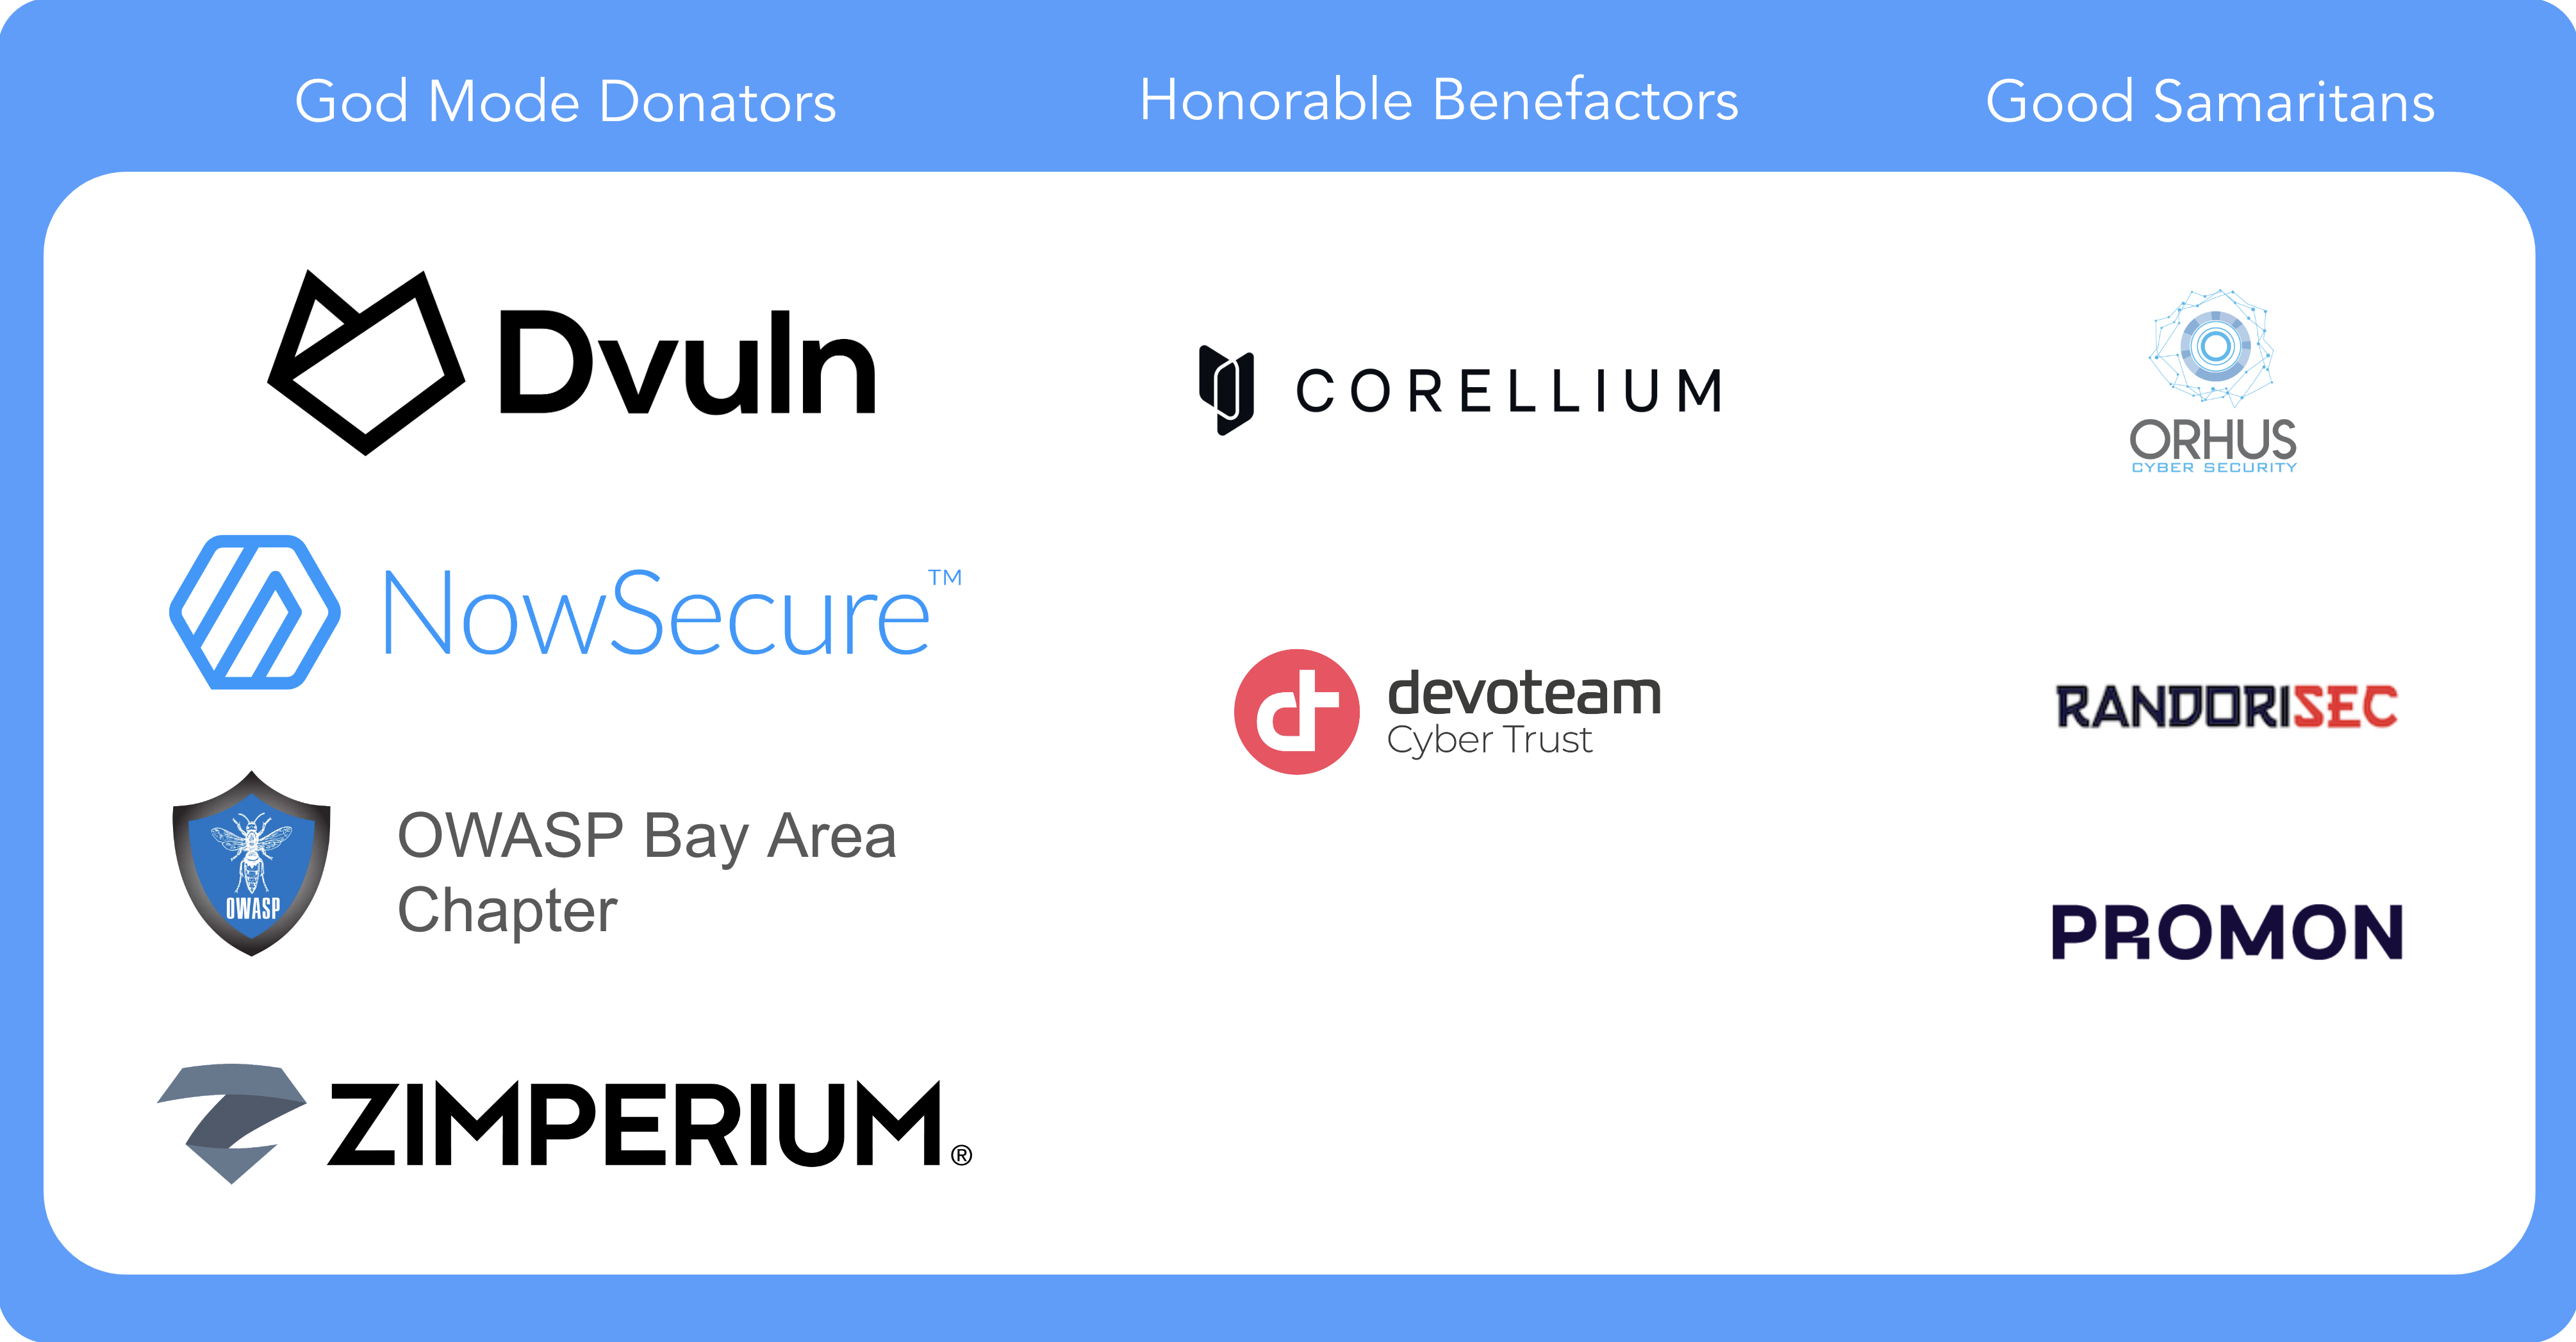 God Mode Donators
Honorable Benefactors
Good Samaritans
Dvuln
NowSecure™
OWASP
OWASP Bay Area
Chapter
ZIMPERIUM®
CORELLIUM
devoteam
Cyber Trust
ORHUS
CYBER SECURITY
RANDORISEC
PROMON